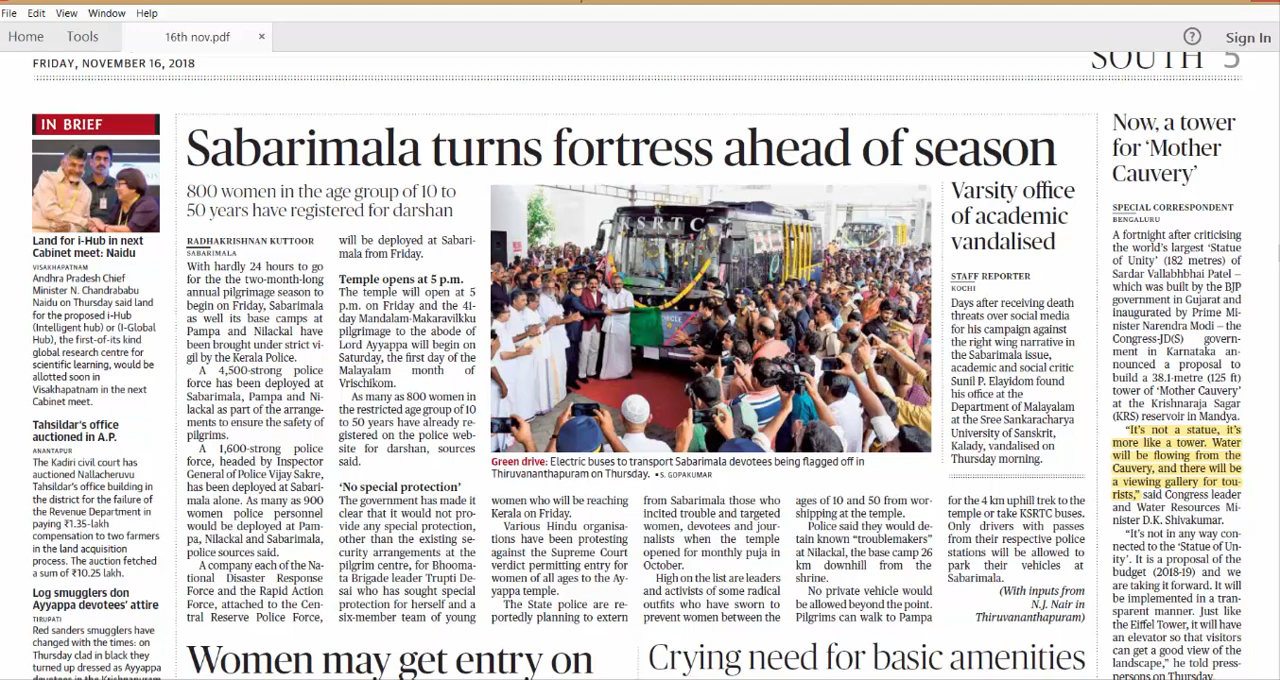 File Edit View Window Help
Home Tools 16th nov.pdf × ? Sign In
FRIDAY, NOVEMBER 16, 2018
SOUTH 5
IN BRIEF
Land for i-Hub in next
Cabinet meet: Naidu
VISAKHAPATNAM
Andhra Pradesh Chief
Minister N. Chandrababu
Naidu on Thursday said land
for the proposed i-Hub
(Intelligent hub) or (I-Global
Hub), the first-of-its kind
global research centre for
scientific learning, would be
allotted soon in
Visakhapatnam in the next
Cabinet meet.
Tahsildar's office
auctioned in A.P.
ANANTAPUR
The Kadiri civil court has
auctioned Nallacheruvu
Tahsildar's office building
in the district for the failure of
the Revenue Department in
paying ₹1.35-lakh
compensation to two farmers
in the land acquisition
process. The auction fetched
a sum of ₹10.25 lakh.
Log smugglers don
Ayyappa devotees' attire
TIRUPATI
Red sanders smugglers have
changed with the times: on
Thursday clad in black they
turned up dressed as Ayyappa
devotees in the Krishnapuram
Sabarimala turns fortress ahead of season
800 women in the age group of 10 to
50 years have registered for darshan
RADHAKRISHNAN KUTTOOR
SABARIMALA
With hardly 24 hours to go
for the the two-month-long
annual pilgrimage season to
begin on Friday, Sabarimala
as well its base camps at
Pampa and Nilackal have
been brought under strict vi-
gil by the Kerala Police.
A 4,500-strong police
force has been deployed at
Sabarimala, Pampa and Ni-
lackal as part of the arrange-
ments to ensure the safety of
pilgrims.
A 1,600-strong police
force, headed by Inspector
General of Police Vijay Sakre,
has been deployed at Sabari-
mala alone. As many as 900
women police personnel
would be deployed at Pam-
pa, Nilackal and Sabarimala,
police sources said.
A company each of the Na-
tional Disaster Response
Force and the Rapid Action
Force, attached to the Cen-
tral Reserve Police Force,
will be deployed at Sabari-
mala from Friday.
Temple opens at 5 p.m.
The temple will open at 5
p.m. on Friday and the 41-
day Mandalam-Makaravilikku
pilgrimage to the abode of
Lord Ayyappa will begin on
Saturday, the first day of the
Malayalam month of
Vrischikom.
As many as 800 women in
the restricted age group of 10
to 50 years have already re-
gistered on the police web-
site for darshan, sources
said.
'No special protection'
The government has made it
clear that it would not pro-
vide any special protection,
other than the existing se-
curity arrangements at the
pilgrim centre, for Bhooma-
ta Brigade leader Trupti De-
sai who has sought special
protection for herself and a
six-member team of young
KSRTC
Green drive: Electric buses to transport Sabarimala devotees being flagged off in
Thiruvananthapuram on Thursday. ▪ S. GOPAKUMAR
women who will be reaching
Kerala on Friday.
Various Hindu organisa-
tions have been protesting
against the Supreme Court
verdict permitting entry for
women of all ages to the Ay-
yappa temple.
The State police are re-
portedly planning to extern
from Sabarimala those who
incited trouble and targeted
women, devotees and jour-
nalists when the temple
opened for monthly puja in
October.
High on the list are leaders
and activists of some radical
outfits who have sworn to
prevent women between the
ages of 10 and 50 from wor-
shipping at the temple.
Police said they would de-
tain known "troublemakers"
at Nilackal, the base camp 26
km downhill from the
shrine.
No private vehicle would
be allowed beyond the point.
Pilgrims can walk to Pampa
for the 4 km uphill trek to the
temple or take KSRTC buses.
Only drivers with passes
from their respective police
stations will be allowed to
park their vehicles at
Sabarimala.
(With inputs from
N.J. Nair in
Thiruvananthapuram)
Varsity office
of academic
vandalised
STAFF REPORTER
KOCHI
Days after receiving death
threats over social media
for his campaign against
the right wing narrative in
the Sabarimala issue,
academic and social critic
Sunil P. Elayidom found
his office at the
Department of Malayalam
at the Sree Sankaracharya
University of Sanskrit,
Kalady, vandalised on
Thursday morning.
Now, a tower
for 'Mother
Cauvery'
SPECIAL CORRESPONDENT
BENGALURU
A fortnight after criticising
the world's largest 'Statue
of Unity' (182 metres) of
Sardar Vallabhbhai Patel –
which was built by the BJP
government in Gujarat and
inaugurated by Prime Mi-
nister Narendra Modi – the
Congress-JD(S) govern-
ment in Karnataka an-
nounced a proposal to
build a 38.1-metre (125 ft)
tower of 'Mother Cauvery'
at the Krishnaraja Sagar
(KRS) reservoir in Mandya.
"It's not a statue, it's
more like a tower. Water
will be flowing from the
Cauvery, and there will be
a viewing gallery for tou-
rists," said Congress leader
and Water Resources Mi-
nister D.K. Shivakumar.
"It's not in any way con-
nected to the 'Statue of Un-
ity'. It is a proposal of the
budget (2018-19) and we
are taking it forward. It will
be implemented in a tran-
sparent manner. Just like
the Eiffel Tower, it will have
an elevator so that visitors
can get a good view of the
landscape," he told press-
persons on Thursday.
Women may get entry on
Crying need for basic amenities